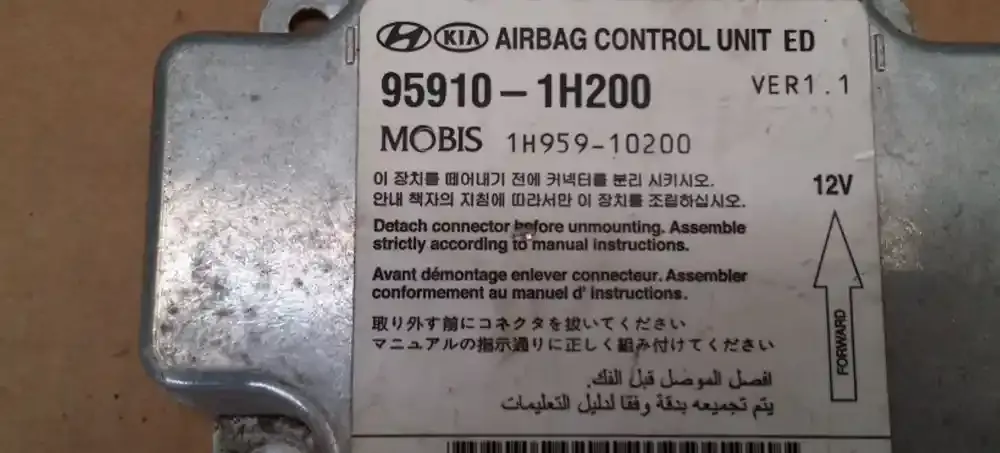 HYUNDAI KIA AIRBAG CONTROL UNIT ED
95910-1H200 VER1.1
MOBIS 1H959-10200
이 장치를 떼어내기 전에 커넥터를 분리 시키시오.
안내 책자의 지침에 따라서만 이 장치를 조립하십시오.
12V
Detach connector before unmounting. Assemble
strictly according to manual instructions.
Avant démontage enlever connecteur. Assembler
conformement au manuel d' instructions.
FORWARD
取り外す前にコネクタを抜いてください
マニュアルの指示通りに正しく組み付けてください
افصل الموصل قبل الفك.
يتم تجميعه بدقة وفقا لدليل التعليمات